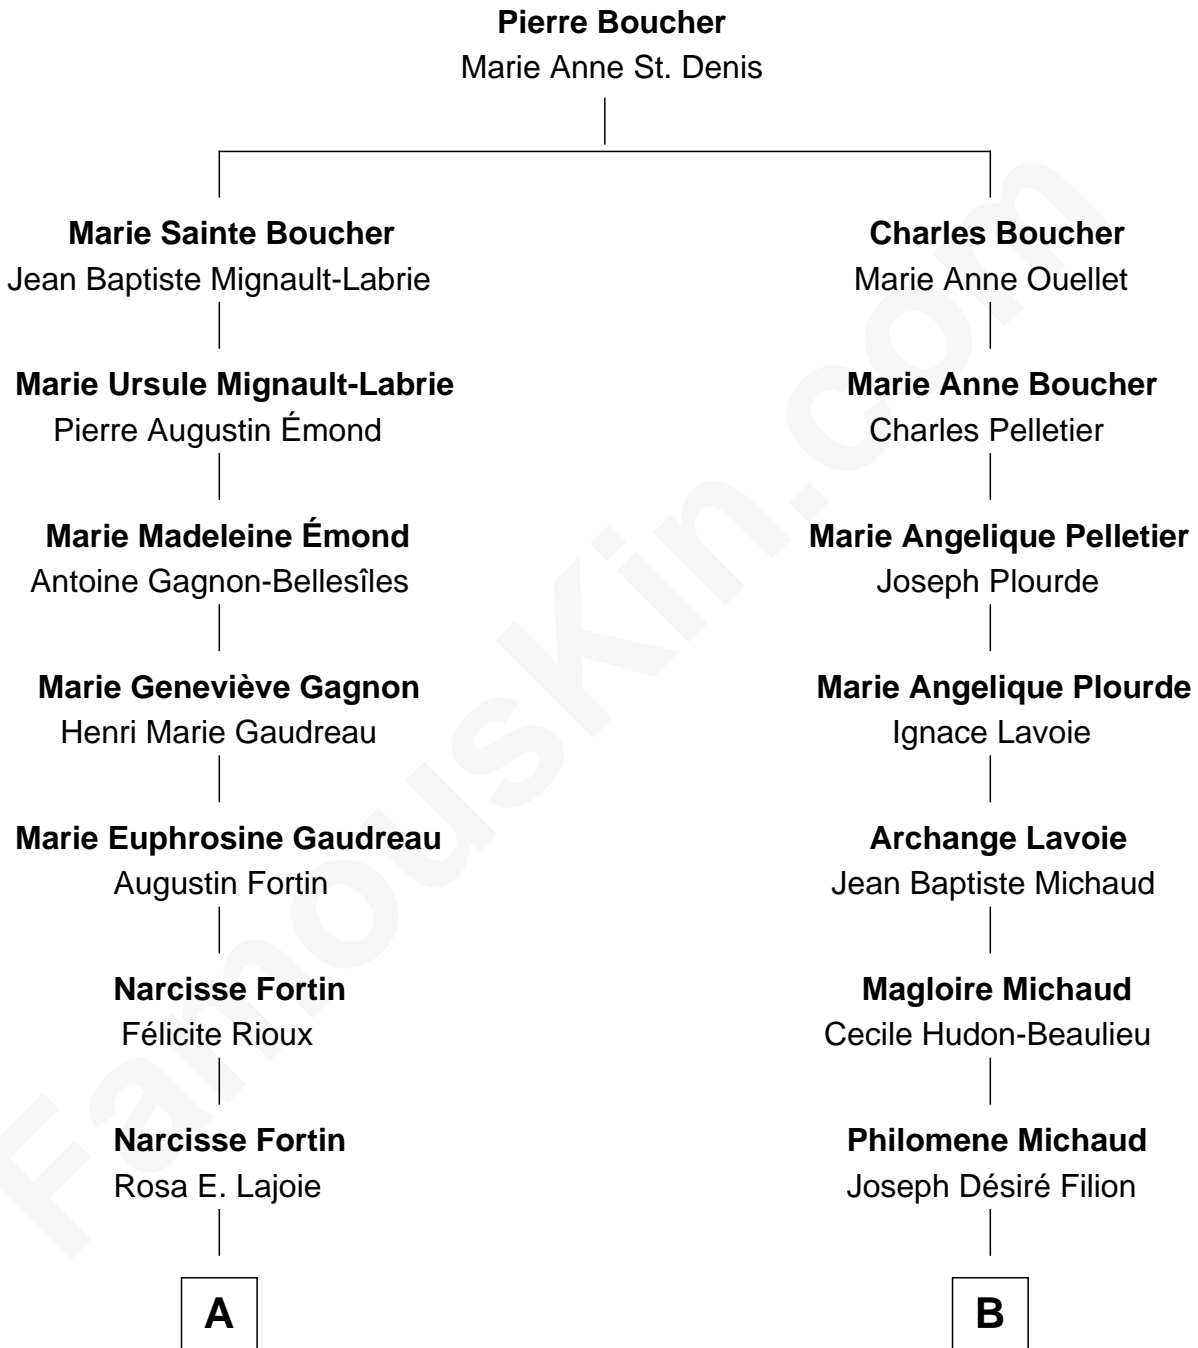 Pierre Boucher
Marie Anne St. Denis
Marie Sainte Boucher
Jean Baptiste Mignault-Labrie
Marie Ursule Mignault-Labrie
Pierre Augustin Émond
Marie Madeleine Émond
Antoine Gagnon-Bellesîles
Marie Geneviève Gagnon
Henri Marie Gaudreau
Marie Euphrosine Gaudreau
Augustin Fortin
Narcisse Fortin
Félicite Rioux
Narcisse Fortin
Rosa E. Lajoie
A
Charles Boucher
Marie Anne Ouellet
Marie Anne Boucher
Charles Pelletier
Marie Angelique Pelletier
Joseph Plourde
Marie Angelique Plourde
Ignace Lavoie
Archange Lavoie
Jean Baptiste Michaud
Magloire Michaud
Cecile Hudon-Beaulieu
Philomene Michaud
Joseph Désiré Filion
B
FamousKin.com